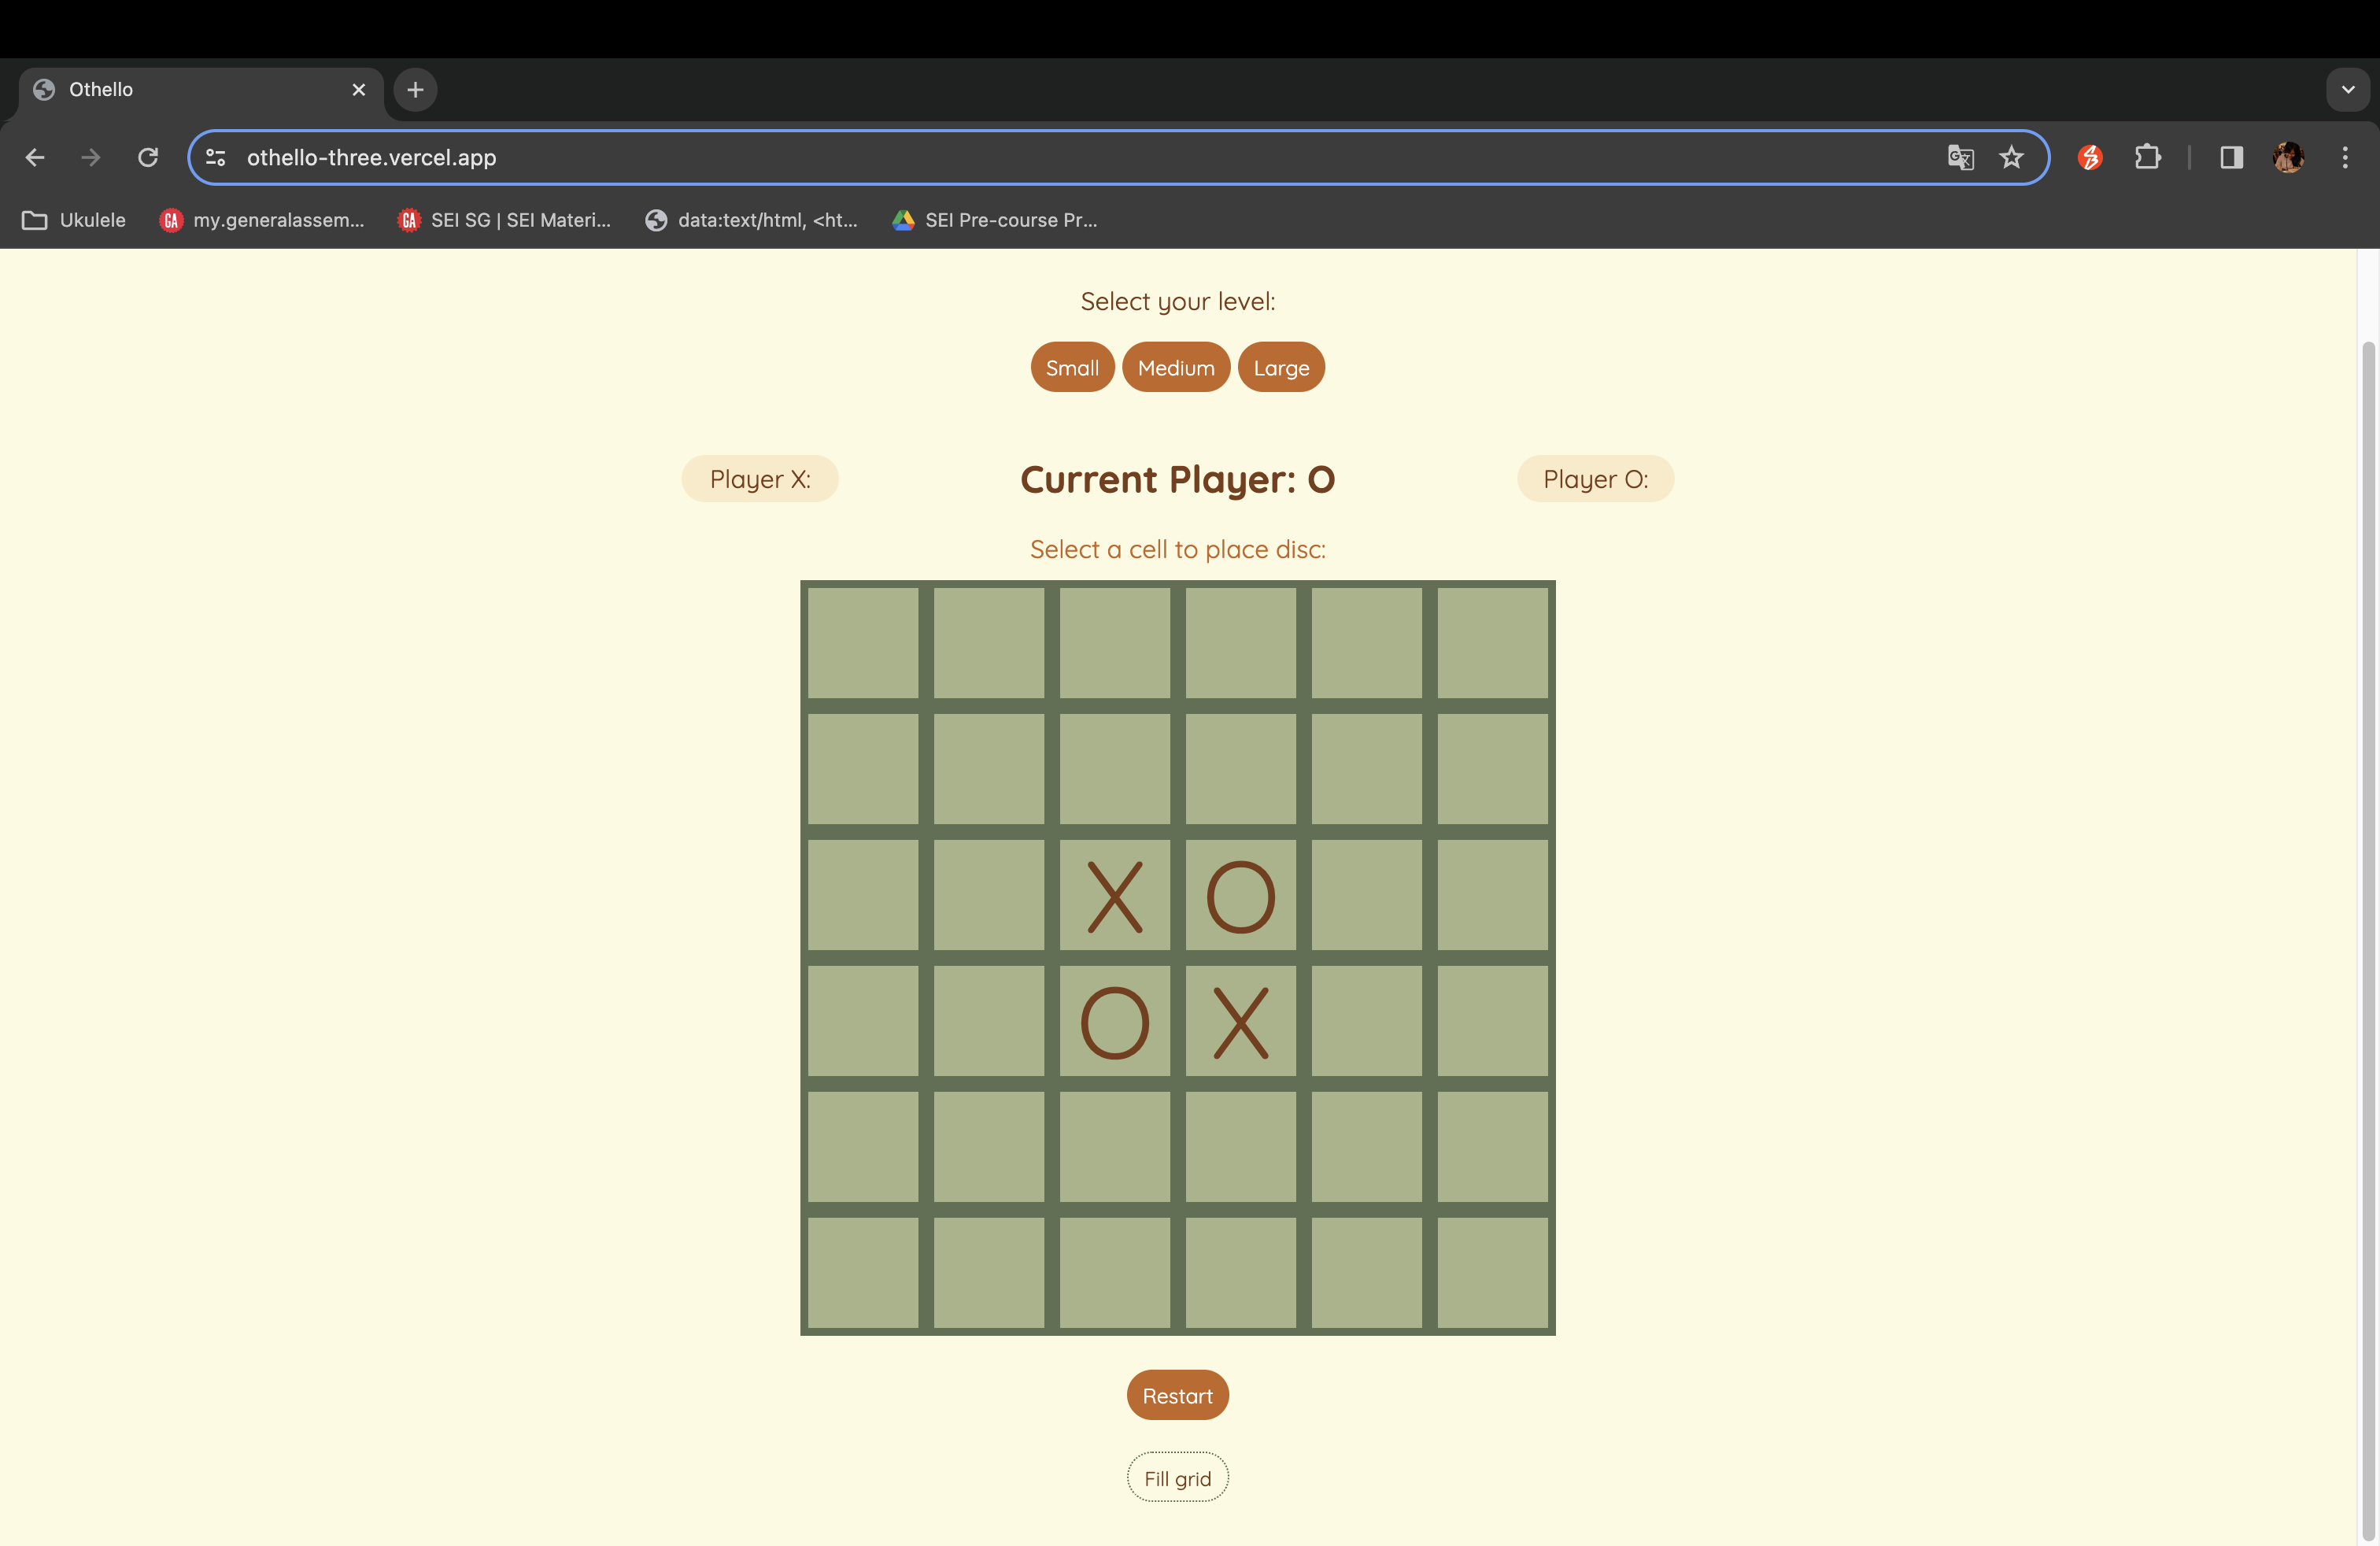 Othello
othello-three.vercel.app
Ukulele
my.generalassem...
SEI SG | SEI Materi...
data:text/html, <ht...
SEI Pre-course Pr...
Select your level:
Small Medium Large
Player X: Current Player: O Player O:
Select a cell to place disc:
X O
O X
Restart
Fill grid